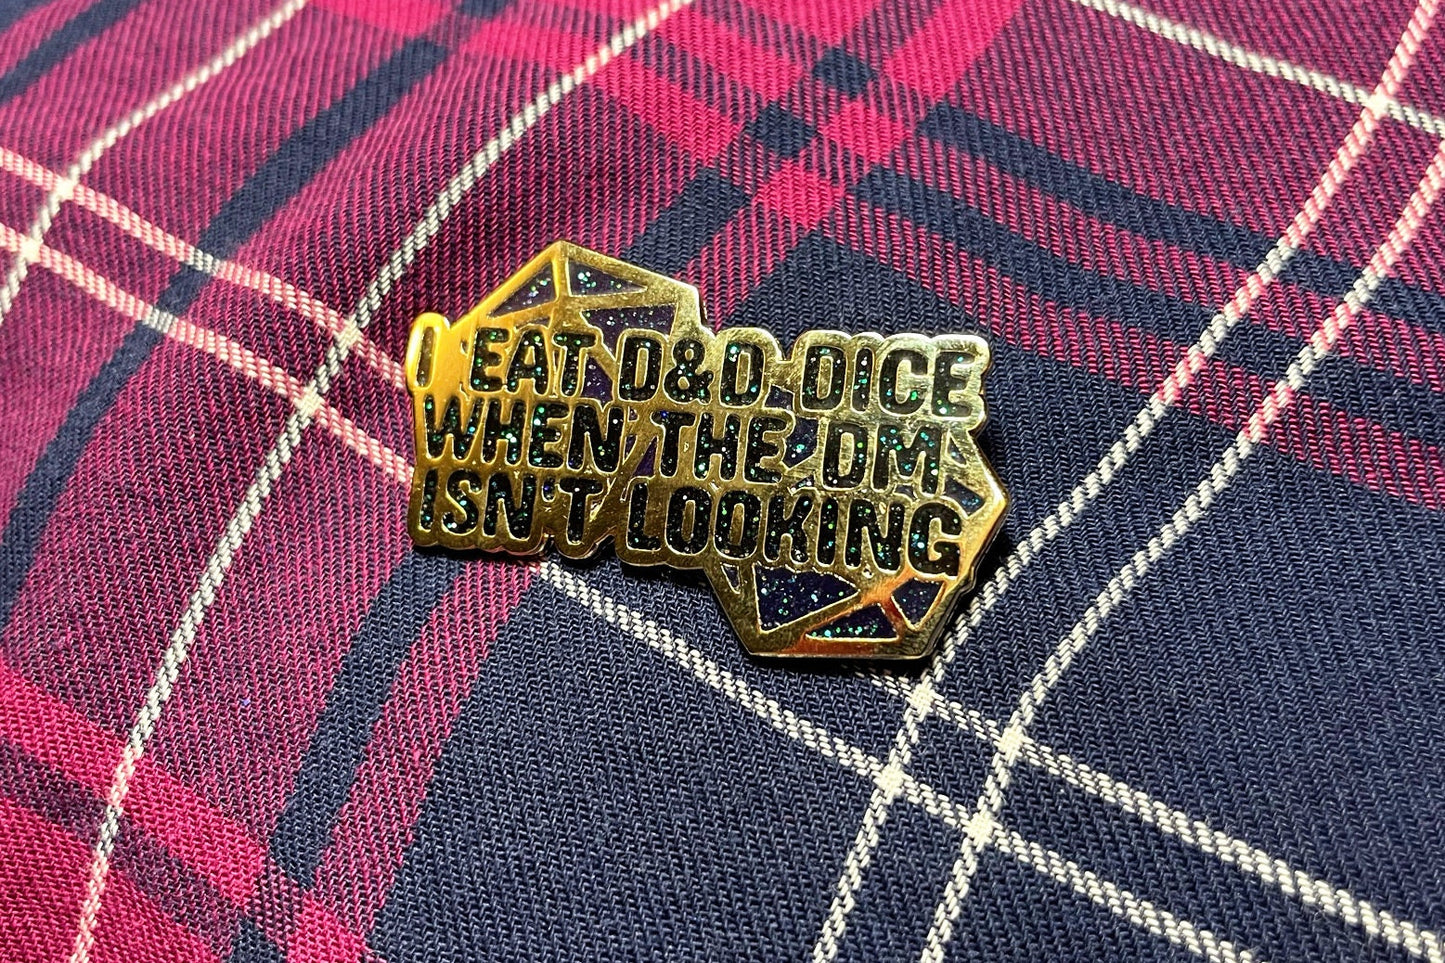 I EAT D&D DICE
WHEN THE DM
ISN'T LOOKING